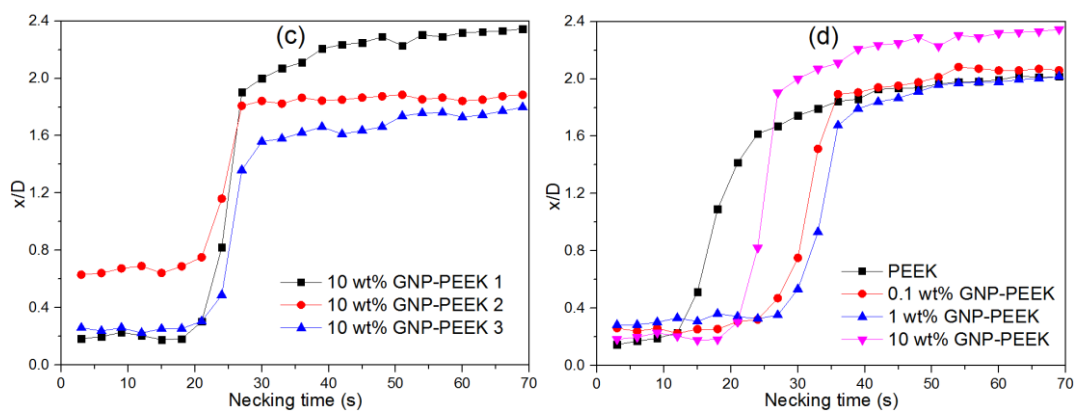 (c)
x/D
2.4
2.0
1.6
1.2
0.8
0.4
0.0
0 10 20 30 40 50 60 70
Necking time (s)
10 wt% GNP-PEEK 1
10 wt% GNP-PEEK 2
10 wt% GNP-PEEK 3
(d)
x/D
2.4
2.0
1.6
1.2
0.8
0.4
0.0
0 10 20 30 40 50 60 70
Necking time (s)
PEEK
0.1 wt% GNP-PEEK
1 wt% GNP-PEEK
10 wt% GNP-PEEK